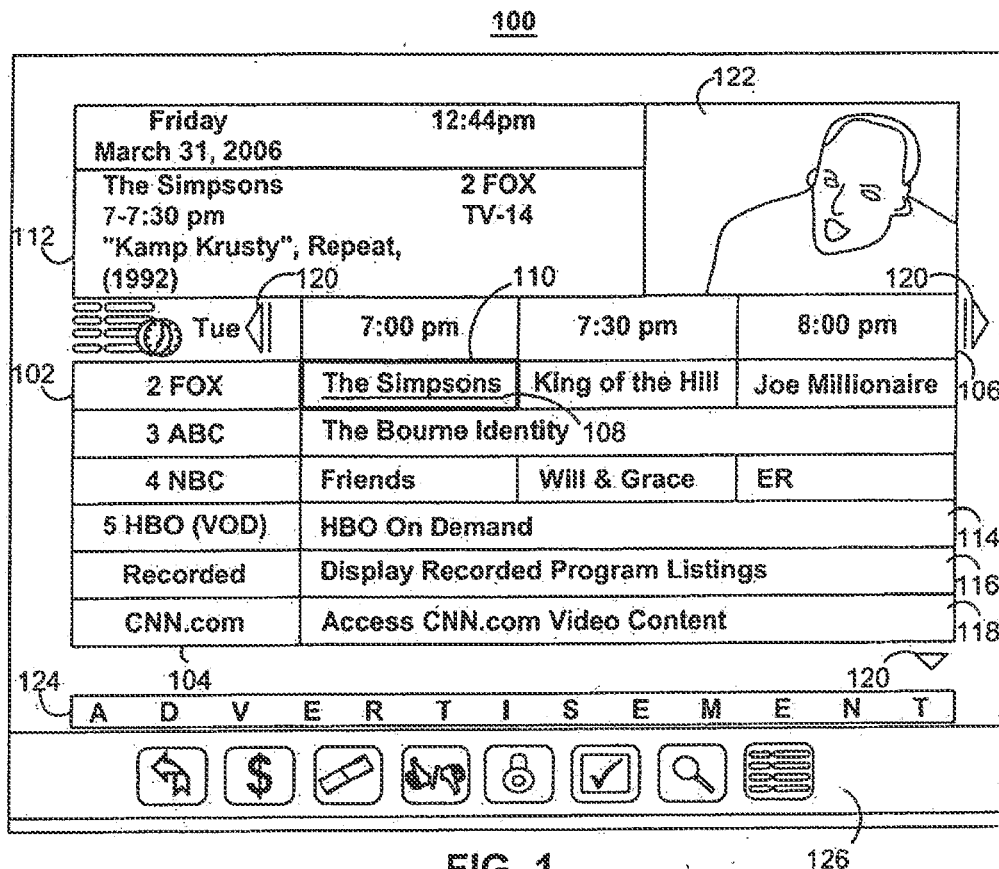 100
122
Friday 12:44pm
March 31, 2006
The Simpsons 2 FOX
7-7:30 pm TV-14
"Kamp Krusty", Repeat,
(1992)
112
120 110 120
Tue 7:00 pm 7:30 pm 8:00 pm
102 106
2 FOX The Simpsons King of the Hill Joe Millionaire
3 ABC The Bourne Identity 108
4 NBC Friends Will & Grace ER
5 HBO (VOD) HBO On Demand 114
Recorded Display Recorded Program Listings 116
CNN.com Access CNN.com Video Content 118
124 104 120
A D V E R T I S E M E N T
$
126
FIG. 1